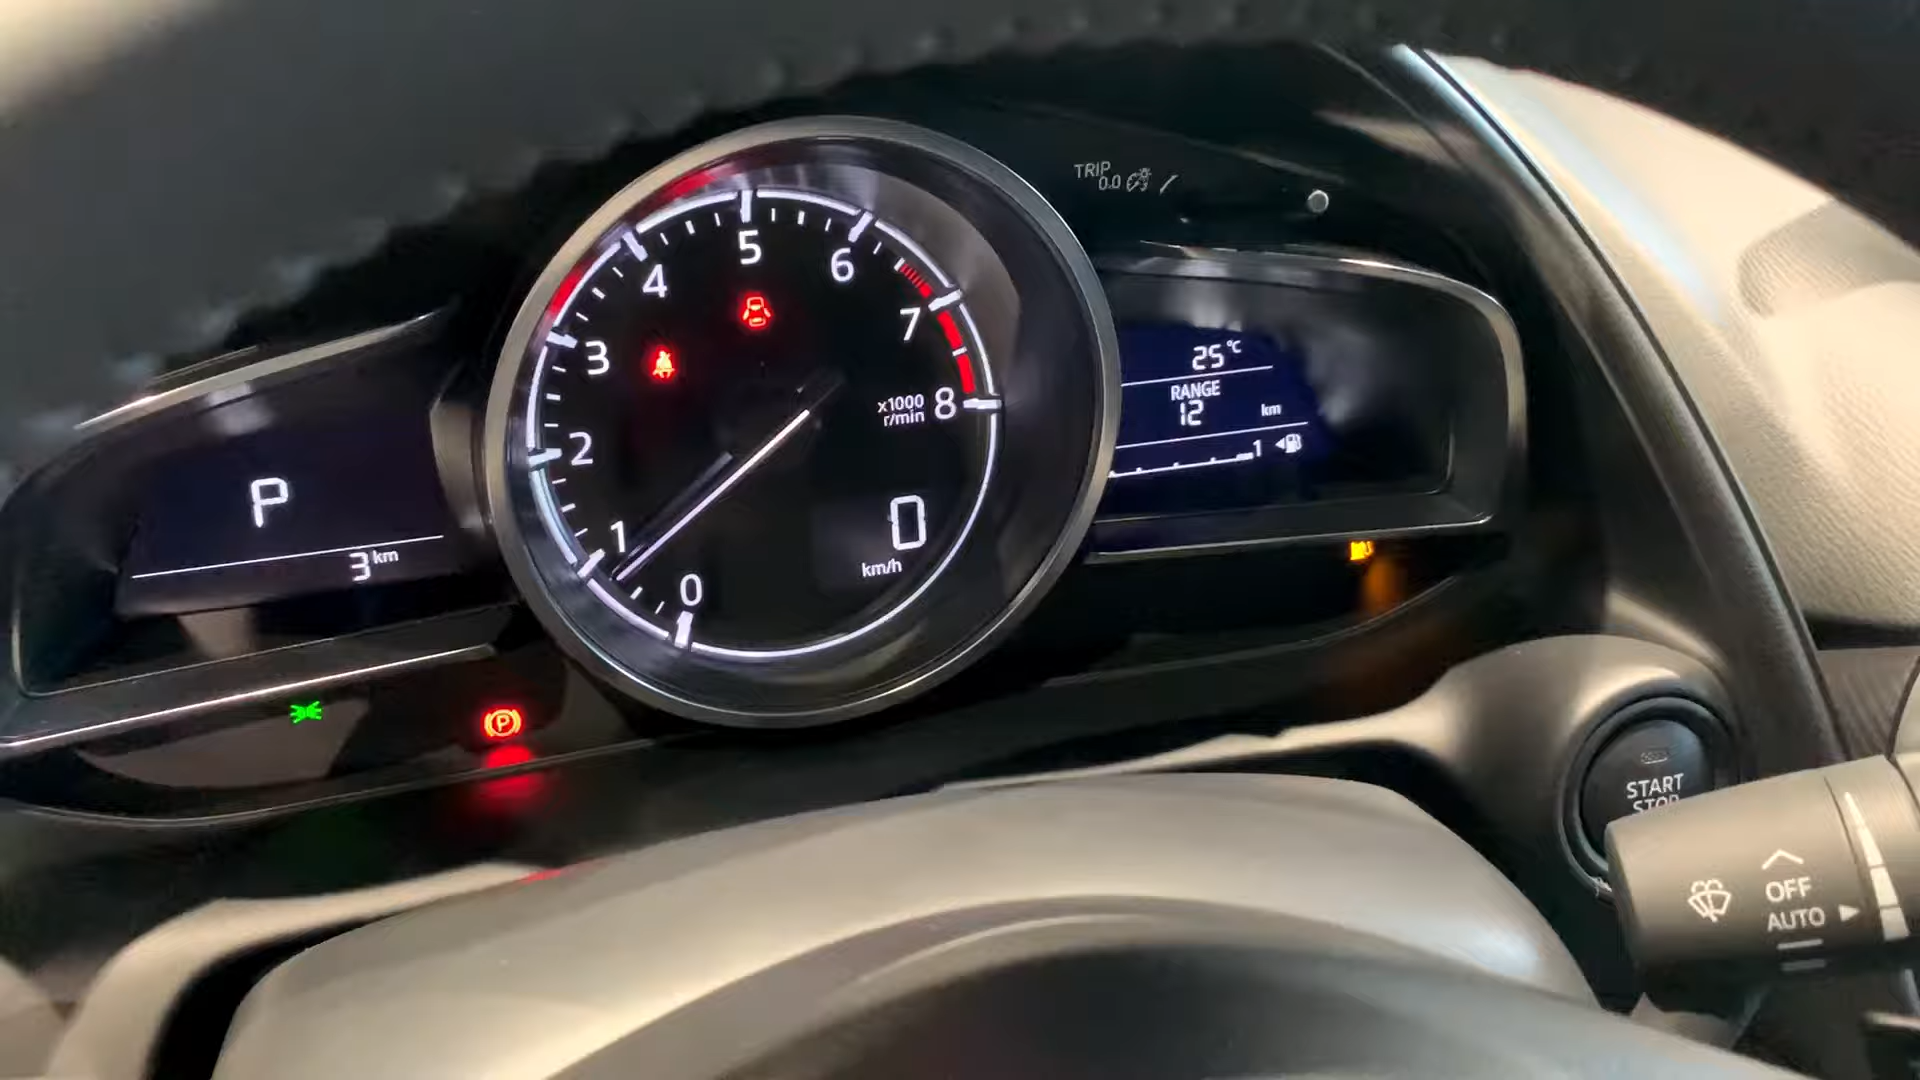 TRIP
0.0
5
4
6
3
7
x1000
r/min
8
2
1
0
0
km/h
P
3 km
25 °C
RANGE
12 km
1
P
START
STOP
OFF
AUTO